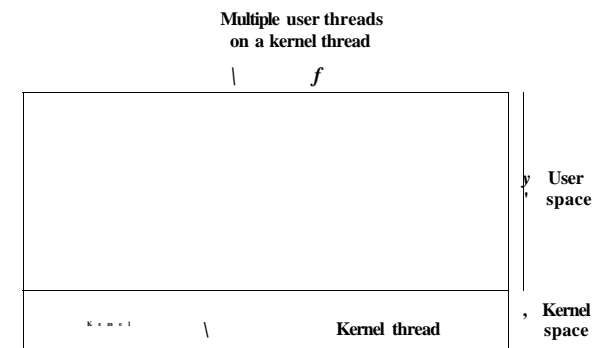 Multiple user threads
on a kernel thread
\ f
y User
' space
K e m e l
\ Kernel thread
, Kernel
space